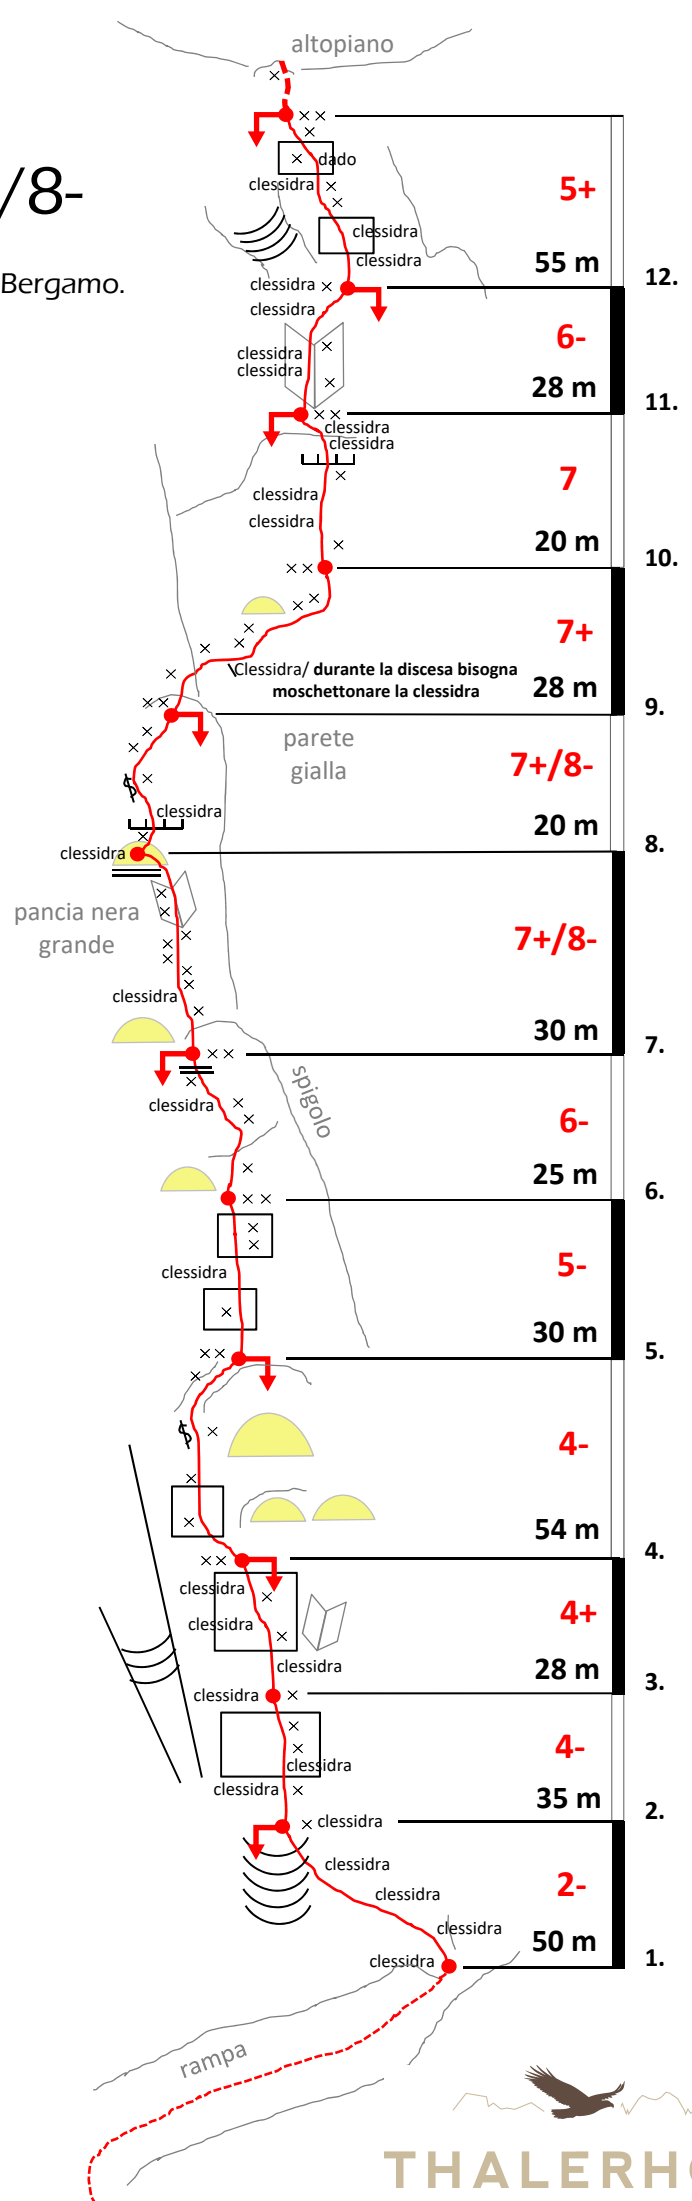 altopiano
/8-
Bergamo.
dado
clessidra
5+
clessidra
clessidra
55 m
12.
clessidra
clessidra
6-
clessidra
clessidra
28 m
11.
clessidra
clessidra
7
clessidra
clessidra
20 m
10.
7+
Clessidra/ durante la discesa bisogna
moschettonare la clessidra
28 m
9.
parete
gialla
7+/8-
clessidra
20 m
8.
clessidra
pancia nera
grande
7+/8-
clessidra
30 m
7.
spigolo
clessidra
6-
25 m
6.
5-
clessidra
30 m
5.
$
4-
54 m
4.
clessidra
4+
clessidra
clessidra
28 m
3.
clessidra
4-
clessidra
clessidra
35 m
2.
clessidra
clessidra
2-
clessidra
clessidra
50 m
1.
clessidra
rampa
THALERHO